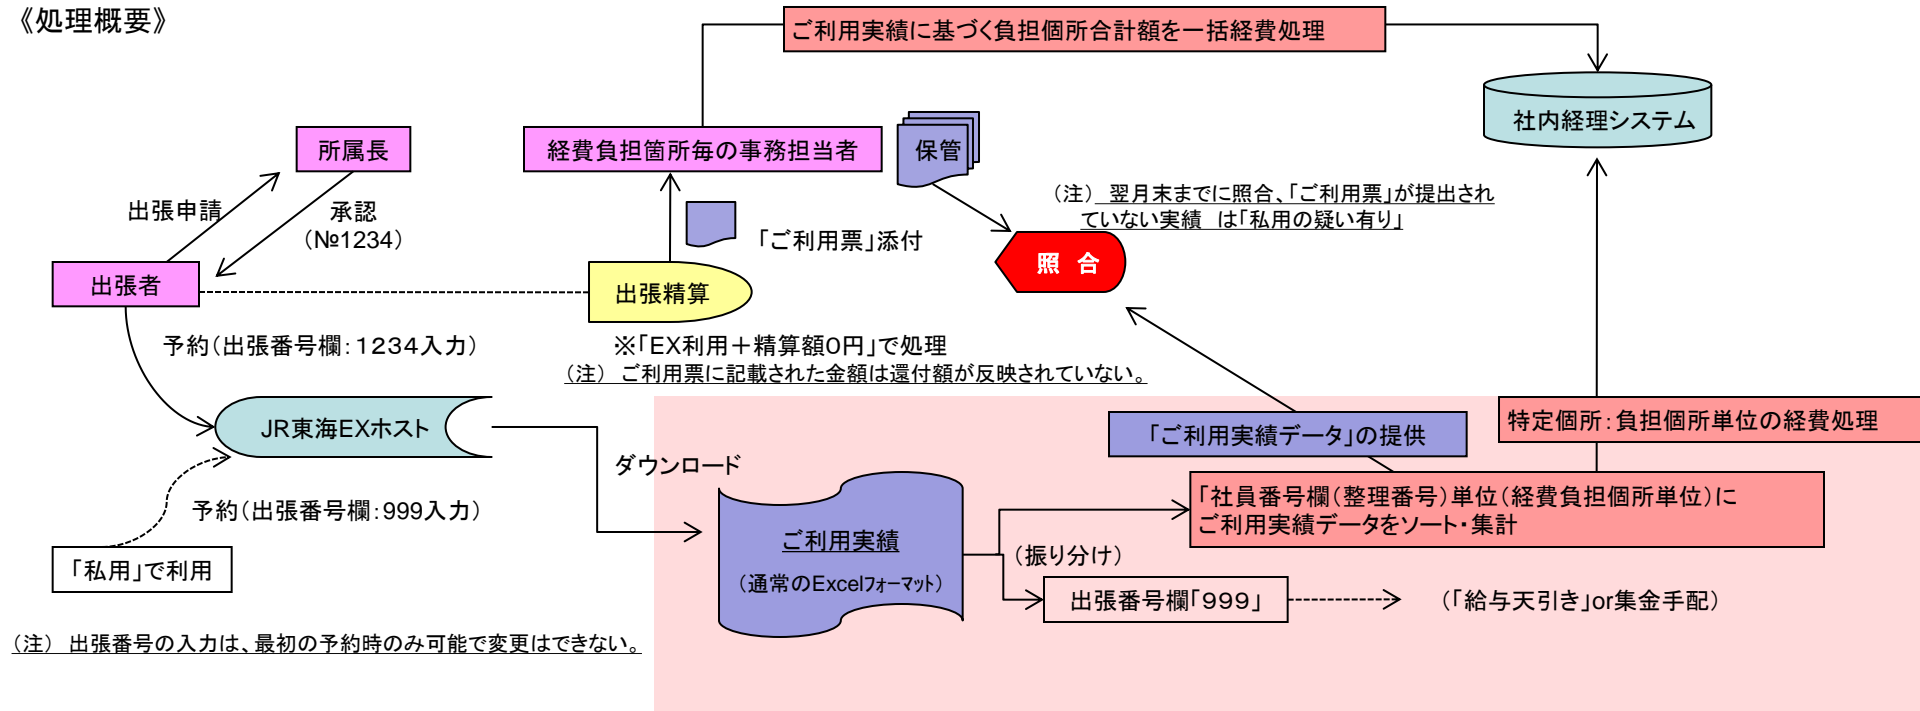 《処理概要》
ご利用実績に基づく負担個所合計額を一括経費処理
社内経理システム
所属長
経費負担箇所毎の事務担当者
保管
出張申請
承認
（№1234）
「ご利用票」添付
（注） 翌月末までに照合、「ご利用票」が提出され
ていない実績　は「私用の疑い有り」
照　合
出張者
出張精算
予約（出張番号欄：１２３４入力）
※「EX利用＋精算額0円」で処理
（注） ご利用票に記載された金額は還付額が反映されていない。
JR東海EXホスト
「ご利用実績データ」の提供
特定個所：負担個所単位の経費処理
ダウンロード
予約（出張番号欄：999入力）
「社員番号欄（整理番号）単位（経費負担個所単位）に
ご利用実績データをソート・集計
ご利用実績
（通常のExcelフォーマット）
（振り分け）
「私用」で利用
出張番号欄「９９９」
（「給与天引き」or集金手配）
（注） 出張番号の入力は、最初の予約時のみ可能で変更はできない。